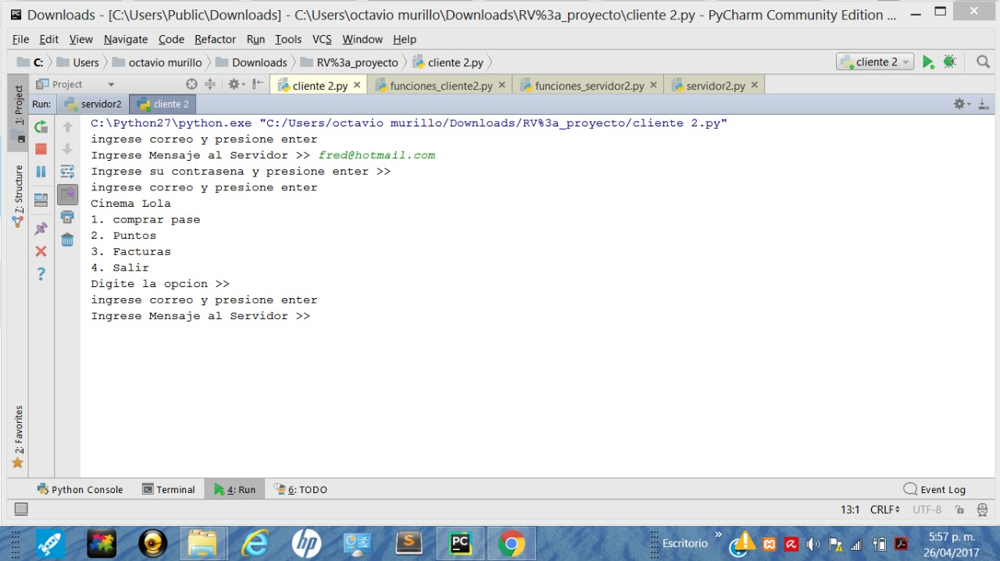 Downloads - [C:\Users\Public\Downloads] - C:\Users\octavio murillo\Downloads\RV%3a_proyecto\cliente 2.py - PyCharm Community Edition ...
File Edit View Navigate Code Refactor Run Tools VCS Window Help
C: Users octavio murillo Downloads RV%3a_proyecto cliente 2.py cliente 2
Project cliente 2.py funciones_cliente2.py funciones_servidor2.py servidor2.py
Run: servidor2 cliente 2
1: Project
7: Structure
2: Favorites
C:\Python27\python.exe "C:/Users/octavio murillo/Downloads/RV%3a_proyecto/cliente 2.py"
ingrese correo y presione enter
Ingrese Mensaje al Servidor >> fred@hotmail.com
Ingrese su contrasena y presione enter >>
ingrese correo y presione enter
Cinema Lola
1. comprar pase
2. Puntos
3. Facturas
4. Salir
Digite la opcion >>
ingrese correo y presione enter
Ingrese Mensaje al Servidor >>
Python Console Terminal 4: Run 6: TODO Event Log
13:1 CRLF UTF-8
Escritorio » 5:57 p. m.
26/04/2017